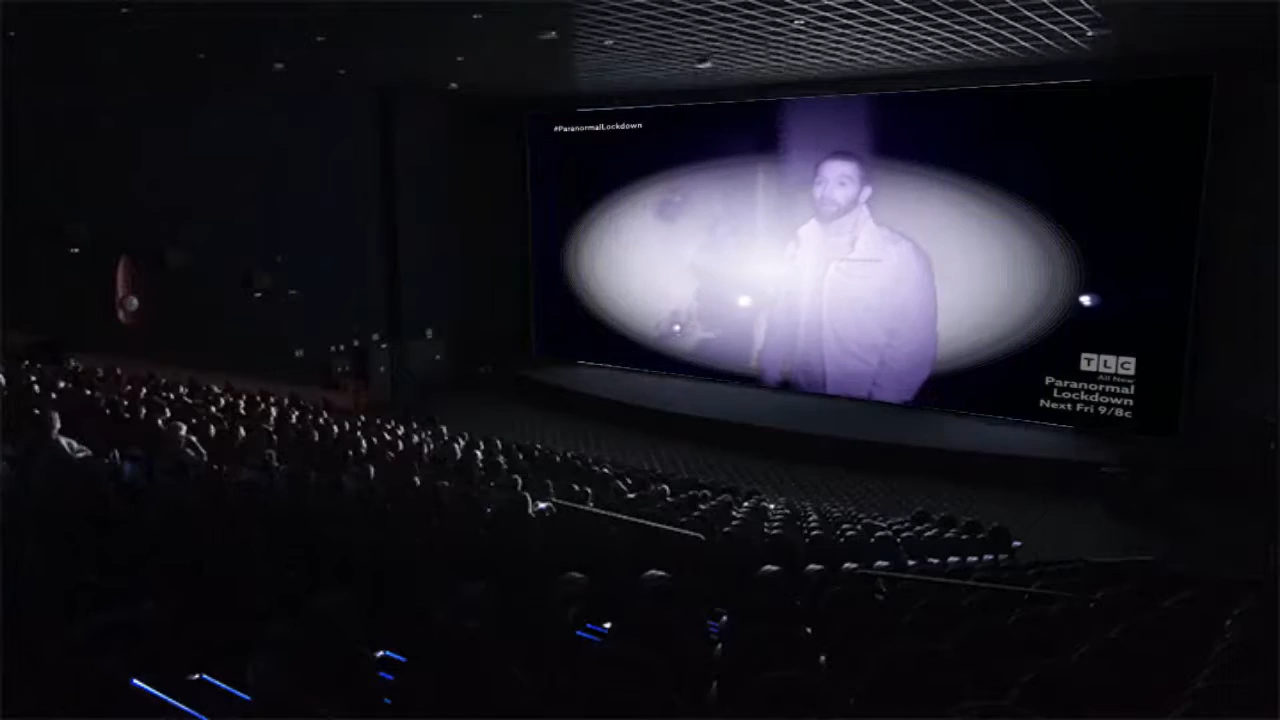 #ParanormalLockdown
TLC
All New
Paranormal
Lockdown
Next Fri 9/8c